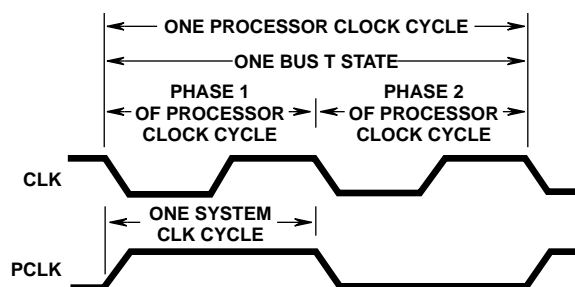 ONE PROCESSOR CLOCK CYCLE
ONE BUS T STATE
PHASE 1
OF PROCESSOR
CLOCK CYCLE
PHASE 2
OF PROCESSOR
CLOCK CYCLE
CLK
ONE SYSTEM
CLK CYCLE
PCLK